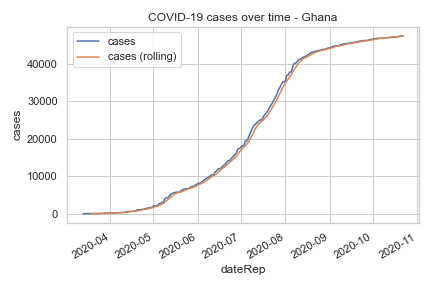 COVID-19 cases over time - Ghana
cases
cases (rolling)
40000
30000
20000
10000
0
cases
2020-04
2020-05
2020-06
2020-07
2020-08
2020-09
2020-10
2020-11
dateRep